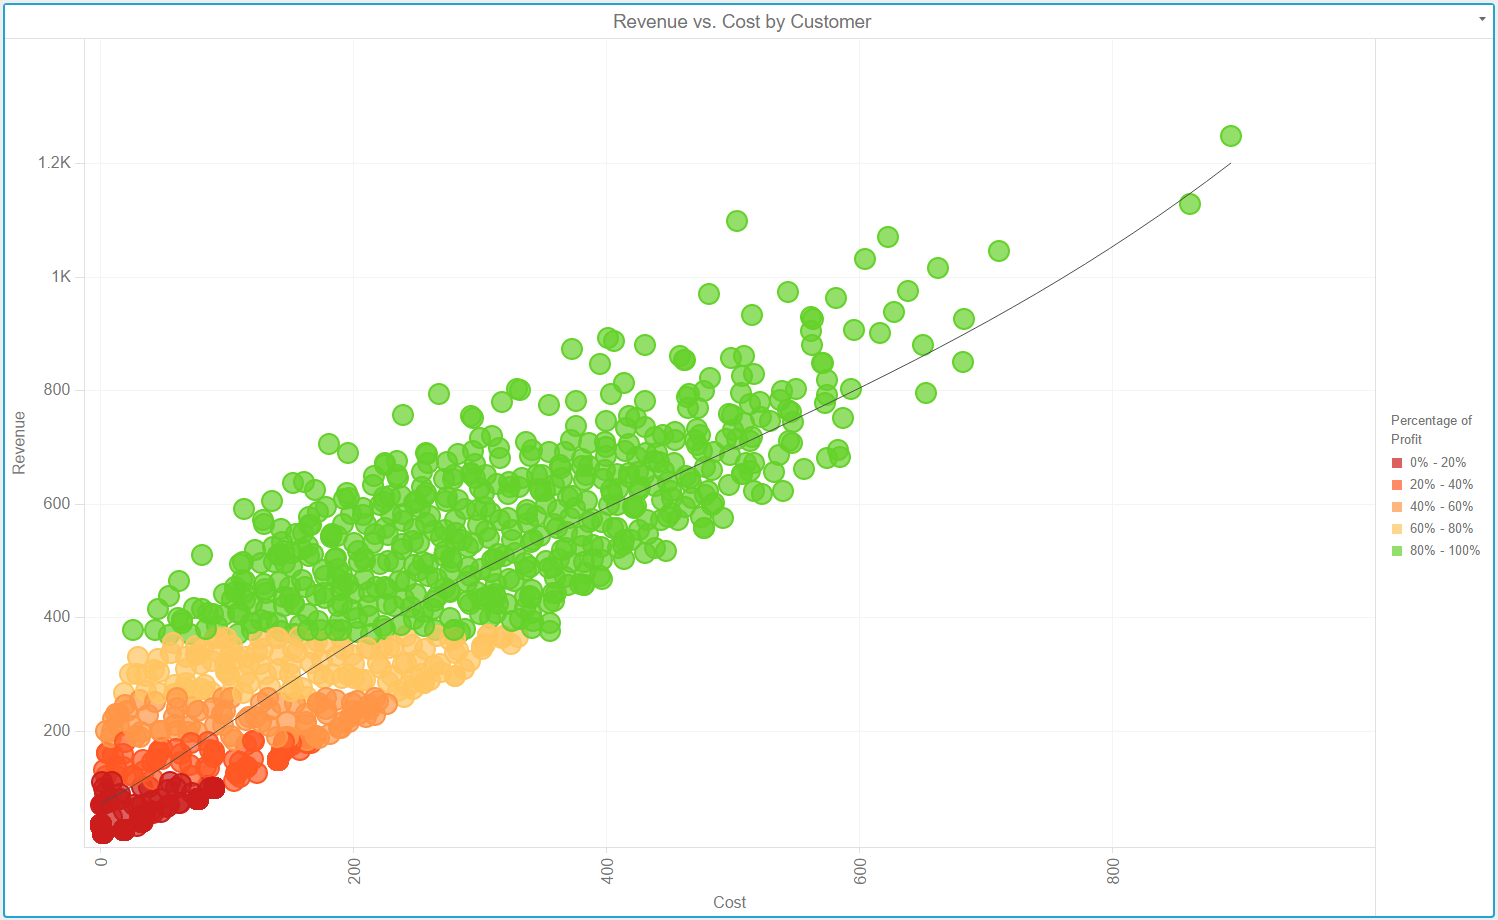 Revenue vs. Cost by Customer
Revenue
1.2K
1K
800
600
400
200
0
200
400
600
800
Cost
Percentage of
Profit
0% - 20%
20% - 40%
40% - 60%
60% - 80%
80% - 100%